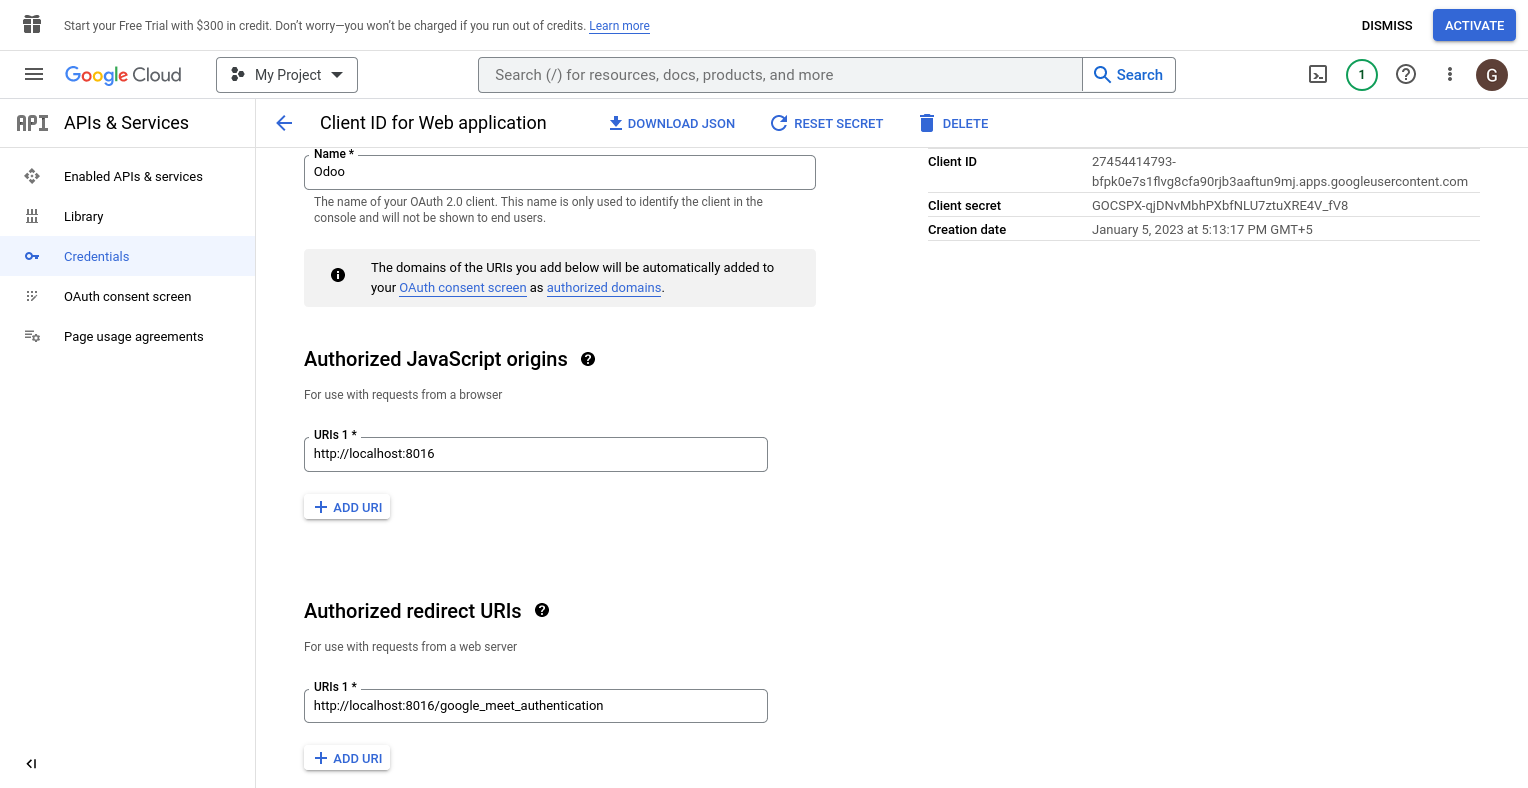 Start your Free Trial with $300 in credit. Don't worry—you won't be charged if you run out of credits. Learn more
DISMISS
ACTIVATE
Google Cloud
My Project
Search (/) for resources, docs, products, and more
Search
1
G
API
APIs & Services
Client ID for Web application
DOWNLOAD JSON
RESET SECRET
DELETE
Enabled APIs & services
Library
Credentials
OAuth consent screen
Page usage agreements
Name *
Odoo
The name of your OAuth 2.0 client. This name is only used to identify the client in the
console and will not be shown to end users.
The domains of the URIs you add below will be automatically added to
your OAuth consent screen as authorized domains.
Authorized JavaScript origins
For use with requests from a browser
URIs 1 *
http://localhost:8016
ADD URI
Authorized redirect URIs
For use with requests from a web server
URIs 1 *
http://localhost:8016/google_meet_authentication
ADD URI
Client ID
27454414793-
bfpk0e7s1flvg8cfa90rjb3aaftun9mj.apps.googleusercontent.com
Client secret
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
Creation date
January 5, 2023 at 5:13:17 PM GMT+5